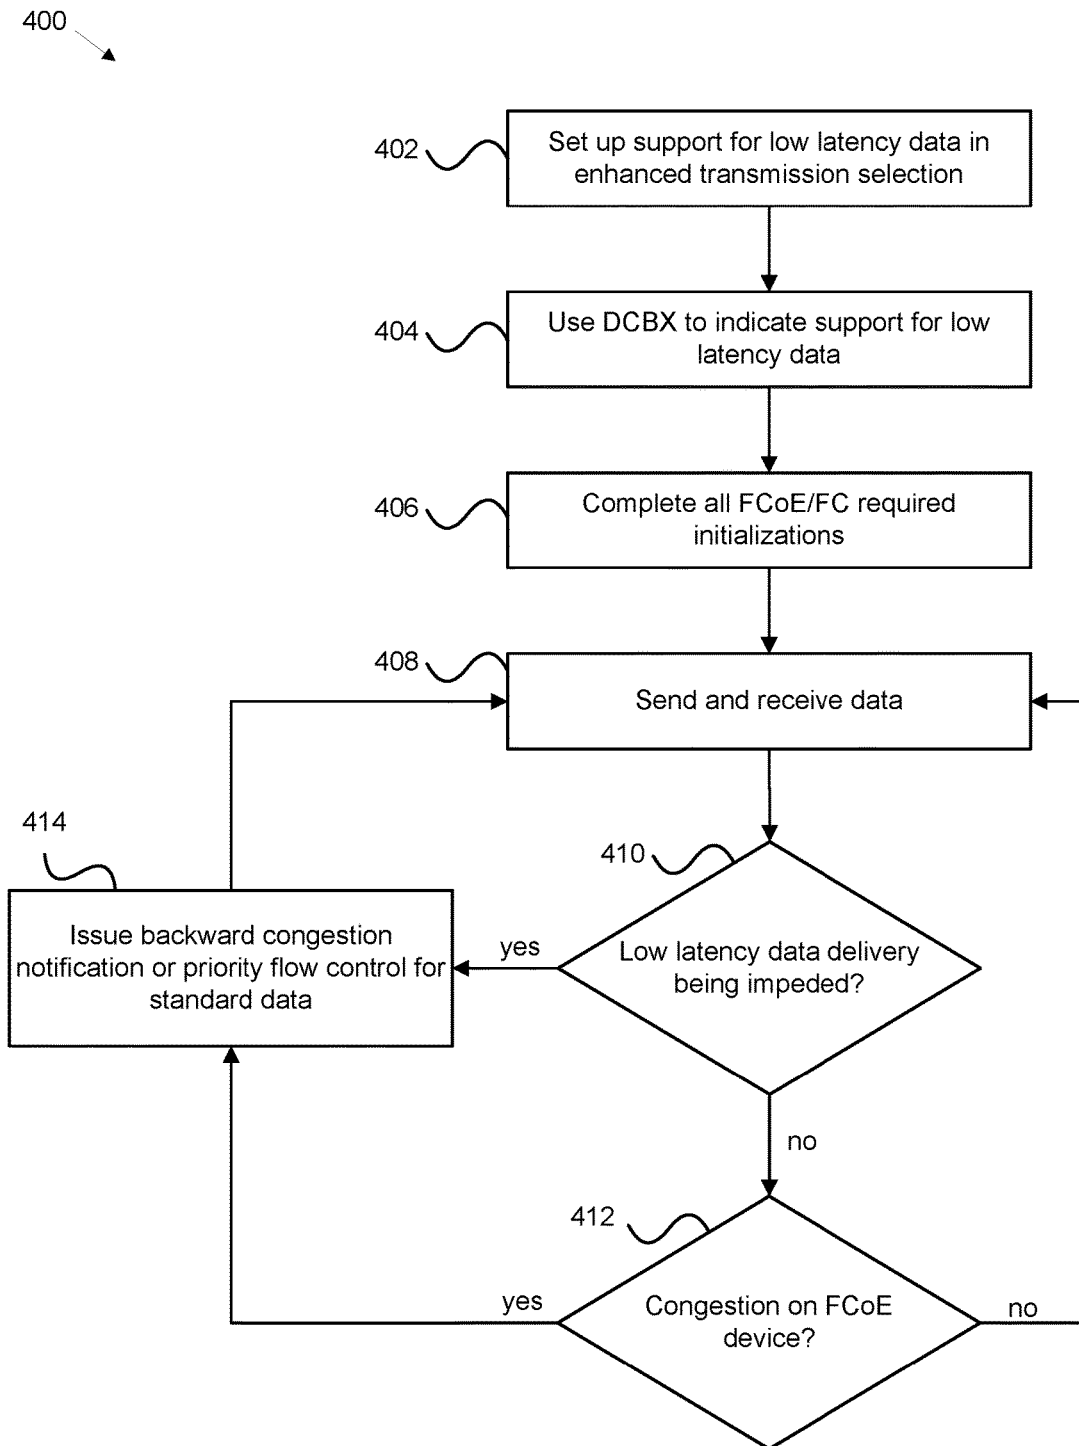 400
402
Set up support for low latency data in
enhanced transmission selection
404
Use DCBX to indicate support for low
latency data
406
Complete all FCoE/FC required
initializations
408
Send and receive data
414
Issue backward congestion
notification or priority flow control for
standard data
410
yes
Low latency data delivery
being impeded?
no
412
yes
Congestion on FCoE
device?
no